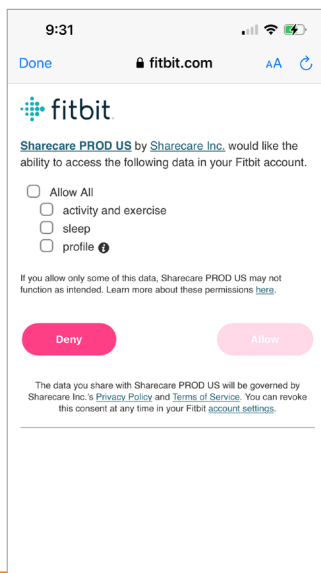 9:31
Done fitbit.com AA
fitbit.
Sharecare PROD US by Sharecare Inc. would like the
ability to access the following data in your Fitbit account.
Allow All
activity and exercise
sleep
profile
If you allow only some of this data, Sharecare PROD US may not
function as intended. Learn more about these permissions here.
Deny Allow
The data you share with Sharecare PROD US will be governed by
Sharecare Inc.'s Privacy Policy and Terms of Service. You can revoke
this consent at any time in your Fitbit account settings.